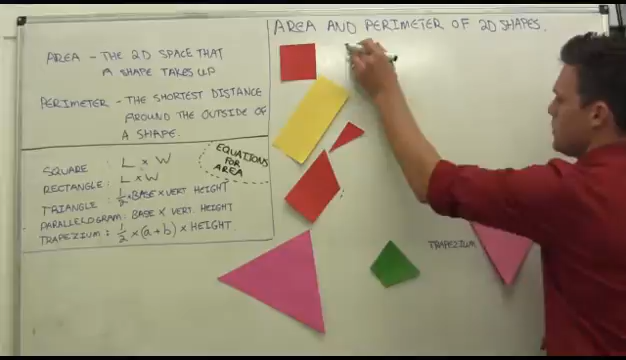 AREA AND PERIMETER OF 2D SHAPES.
AREA - THE 2D SPACE THAT
A SHAPE TAKES UP
PERIMETER - THE SHORTEST DISTANCE
AROUND THE OUTSIDE OF
A SHAPE.
EQUATIONS
FOR
AREA
SQUARE : L x W
RECTANGLE : L x W
TRIANGLE : 1/2 x BASE x VERT HEIGHT
PARALLELOGRAM : BASE x VERT. HEIGHT
TRAPEZIUM : 1/2 x (a + b) x HEIGHT.
TRAPEZIUM